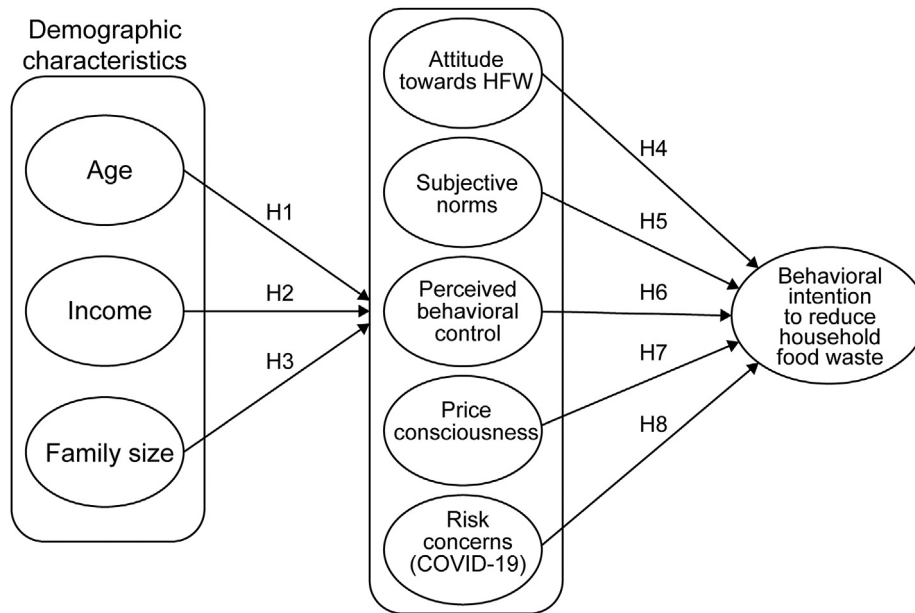 Demographic
characteristics
Age
Income
Family size
H1
H2
H3
Attitude
towards HFW
Subjective
norms
Perceived
behavioral
control
Price
consciousness
Risk
concerns
(COVID-19)
H4
H5
H6
H7
H8
Behavioral
intention
to reduce
household
food waste